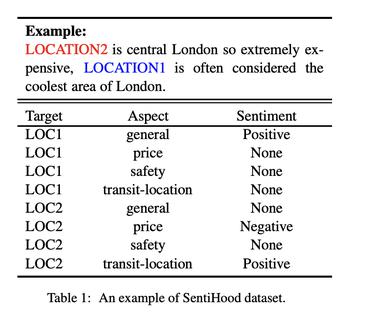 Example:
LOCATION2 is central London so extremely ex-
pensive, LOCATION1 is often considered the
coolest area of London.
Target Aspect Sentiment
LOC1 general Positive
LOC1 price None
LOC1 safety None
LOC1 transit-location None
LOC2 general None
LOC2 price Negative
LOC2 safety None
LOC2 transit-location Positive
Table 1: An example of SentiHood dataset.